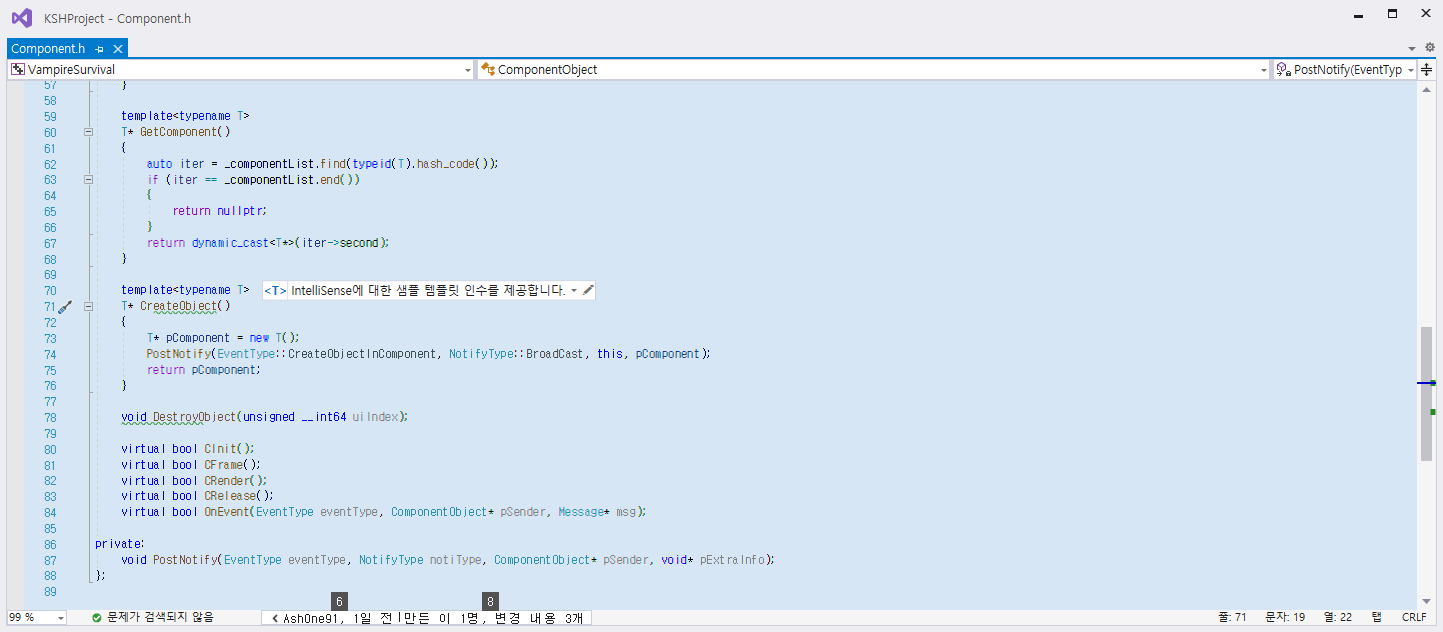 KSHProject - Component.h
Component.h
VampireSurvival
ComponentObject
PostNotify(EventTyp
57 }
58
59 template<typename T>
60 T* GetComponent()
61 {
62 auto iter = _componentList.find(typeid(T).hash_code());
63 if (iter == _componentList.end())
64 {
65 return nullptr;
66 }
67 return dynamic_cast<T*>(iter->second);
68 }
69
70 template<typename T> <T> IntelliSense에 대한 샘플 템플릿 인수를 제공합니다.
71 T* CreateObject()
72 {
73 T* pComponent = new T();
74 PostNotify(EventType::CreateObjectInComponent, NotifyType::BroadCast, this, pComponent);
75 return pComponent;
76 }
77
78 void DestroyObject(unsigned __int64 uiIndex);
79
80 virtual bool CInit();
81 virtual bool CFrame();
82 virtual bool CRender();
83 virtual bool CRelease();
84 virtual bool OnEvent(EventType eventType, ComponentObject* pSender, Message* msg);
85
86 private:
87 void PostNotify(EventType eventType, NotifyType notiType, ComponentObject* pSender, void* pExtraInfo);
88 };
89
6 8
99 % 문제가 검색되지 않음 < AshOne91, 1일 전|만든 이 1명, 변경 내용 3개 줄: 71 문자: 19 열: 22 탭 CRLF